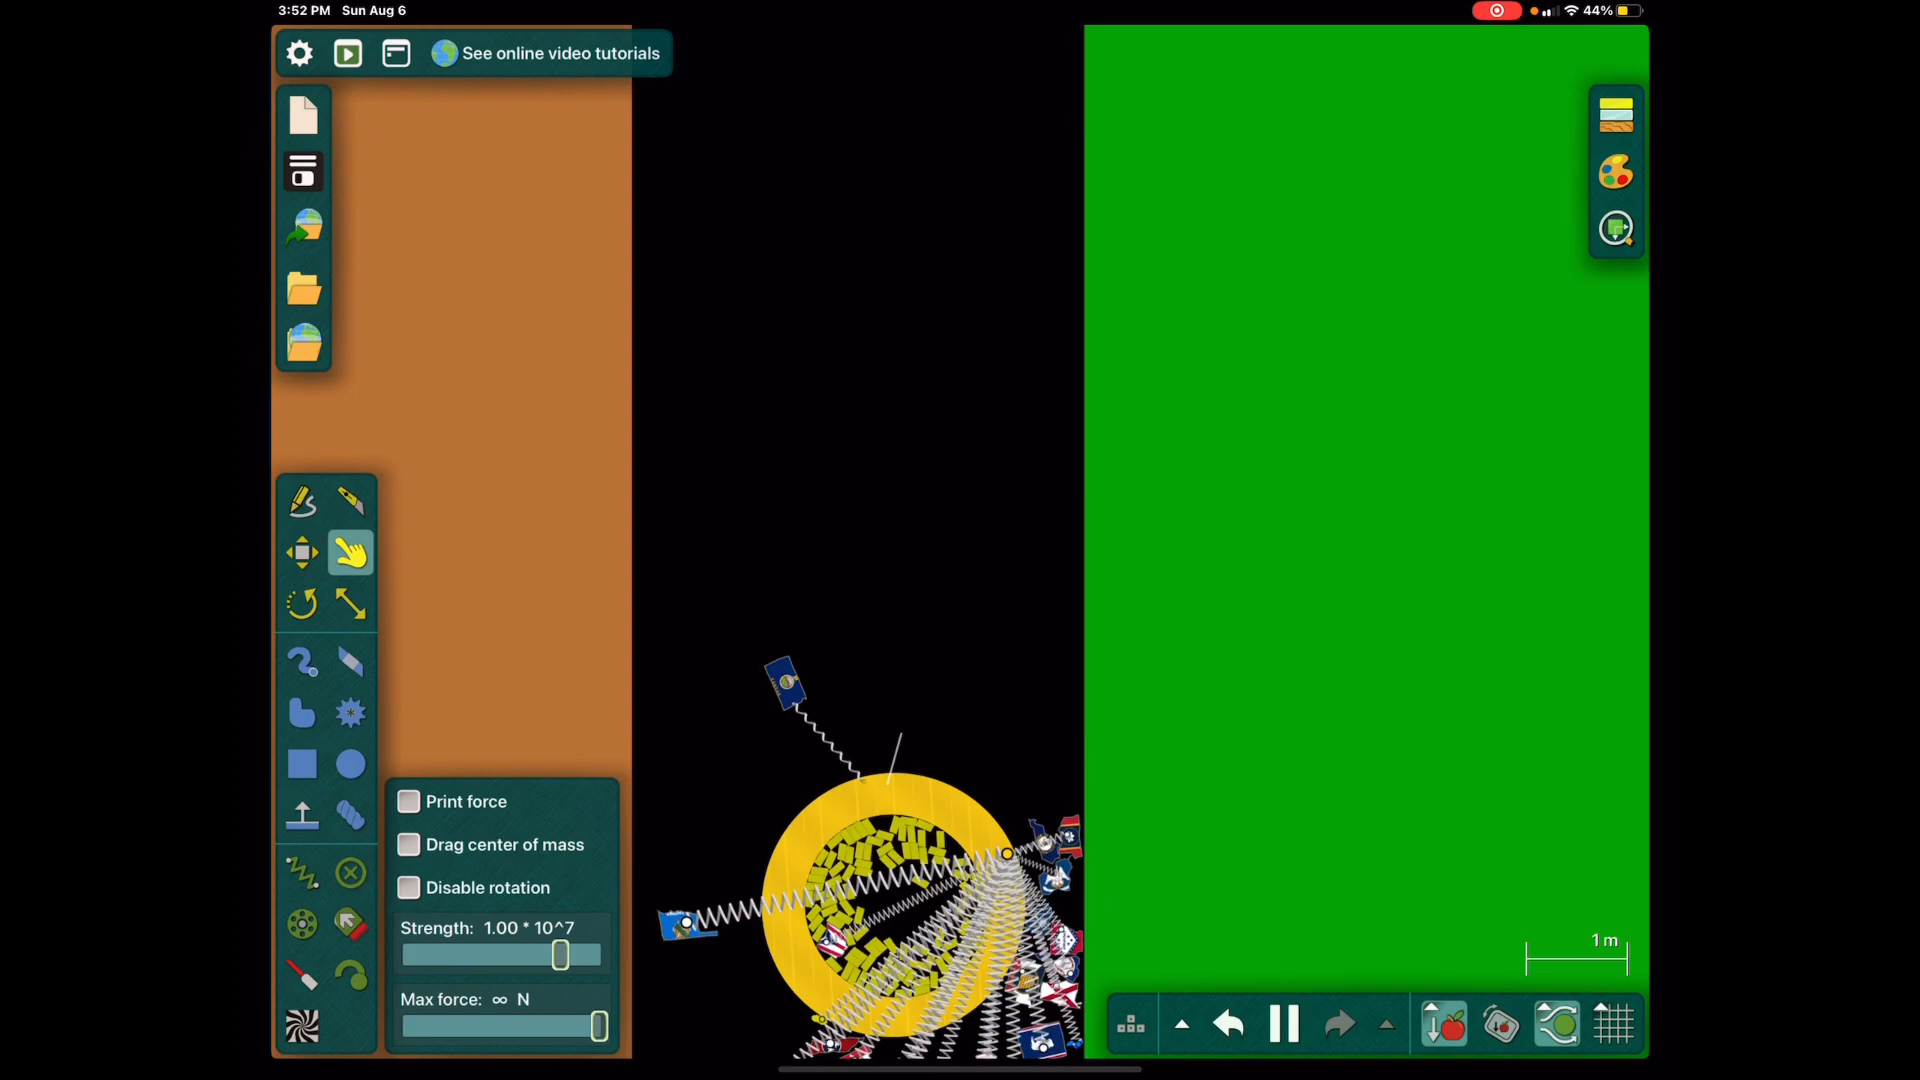 3:52 PM Sun Aug 6
44%
See online video tutorials
Print force
Drag center of mass
Disable rotation
Strength: 1.00 * 10^7
Max force: ∞ N
1 m